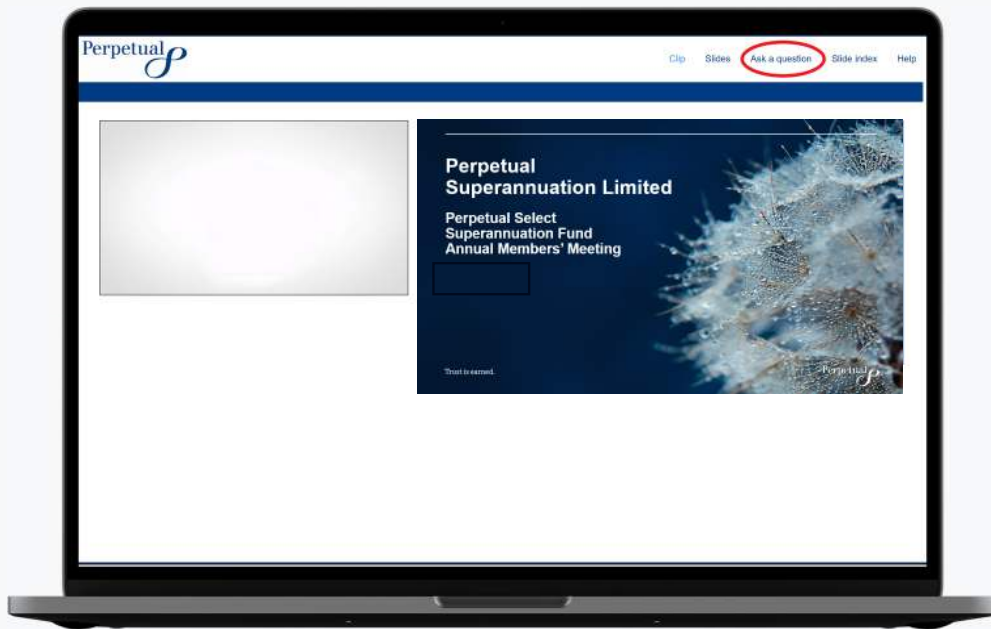 Perpetual
Clip Slides Ask a question Slide index Help
Perpetual
Superannuation Limited
Perpetual Select
Superannuation Fund
Annual Members' Meeting
Trust is earned.
Perpetual